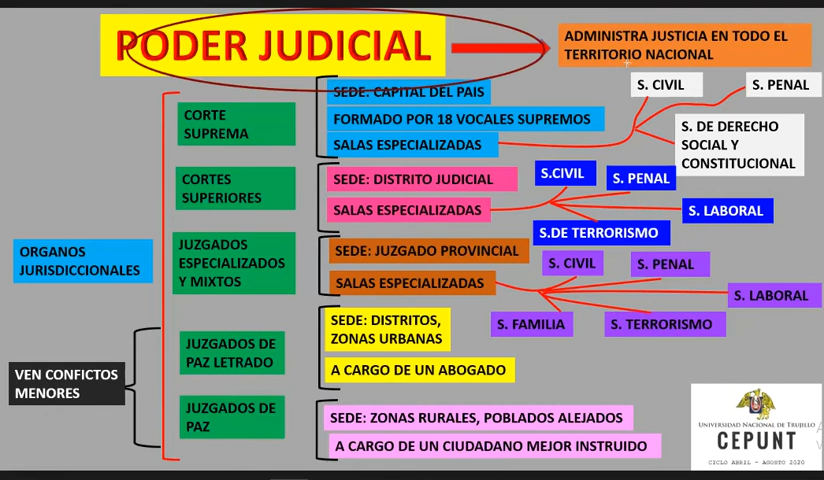 PODER JUDICIAL
ADMINISTRA JUSTICIA EN TODO EL
TERRITORIO NACIONAL
ORGANOS
JURISDICCIONALES
CORTE
SUPREMA
SEDE: CAPITAL DEL PAIS
FORMADO POR 18 VOCALES SUPREMOS
SALAS ESPECIALIZADAS
S. CIVIL
S. PENAL
S. DE DERECHO
SOCIAL Y
CONSTITUCIONAL
CORTES
SUPERIORES
SEDE: DISTRITO JUDICIAL
SALAS ESPECIALIZADAS
S.CIVIL
S. PENAL
S. LABORAL
S.DE TERRORISMO
JUZGADOS
ESPECIALIZADOS
Y MIXTOS
SEDE: JUZGADO PROVINCIAL
SALAS ESPECIALIZADAS
S. CIVIL
S. PENAL
S. LABORAL
S. FAMILIA
S. TERRORISMO
VEN CONFICTOS
MENORES
JUZGADOS DE
PAZ LETRADO
SEDE: DISTRITOS,
ZONAS URBANAS
A CARGO DE UN ABOGADO
JUZGADOS DE
PAZ
SEDE: ZONAS RURALES, POBLADOS ALEJADOS
A CARGO DE UN CIUDADANO MEJOR INSTRUIDO
UNIVERSIDAD NACIONAL DE TRUJILLO
CEPUNT
CICLO ABRIL - AGOSTO 2020